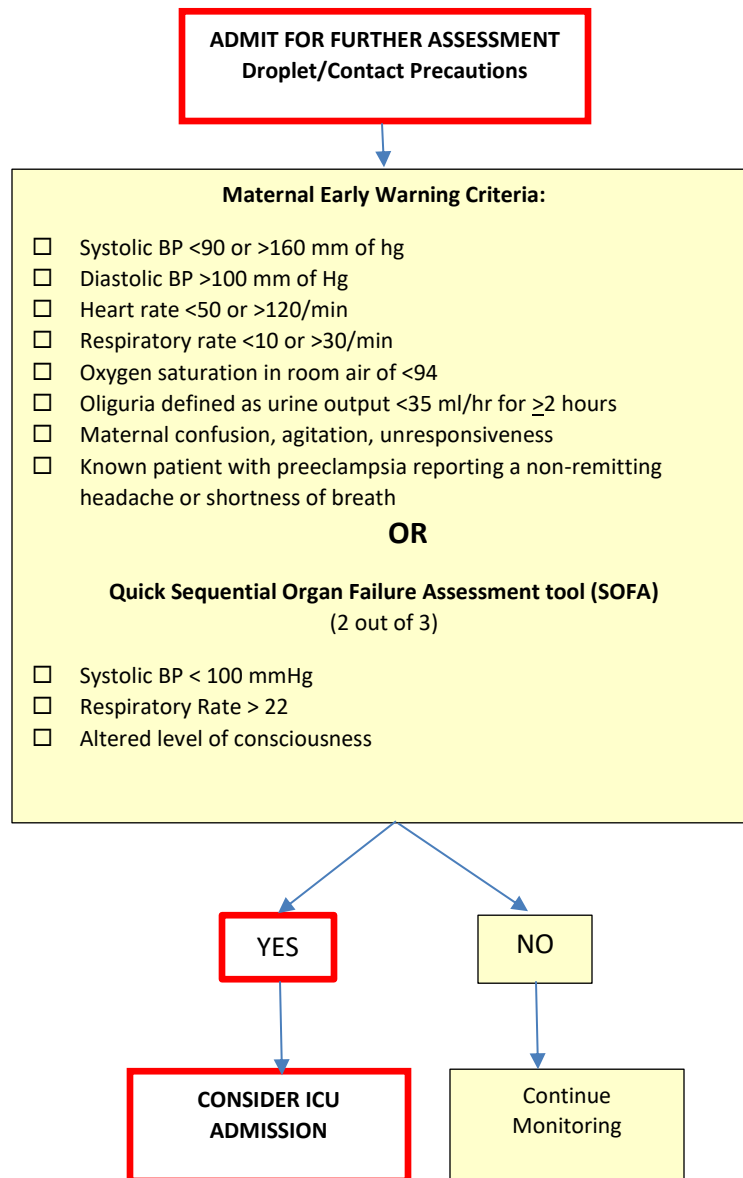 ADMIT FOR FURTHER ASSESSMENT
Droplet/Contact Precautions
Maternal Early Warning Criteria:
☐ Systolic BP <90 or >160 mm of hg
☐ Diastolic BP >100 mm of Hg
☐ Heart rate <50 or >120/min
☐ Respiratory rate <10 or >30/min
☐ Oxygen saturation in room air of <94
☐ Oliguria defined as urine output <35 ml/hr for ≥2 hours
☐ Maternal confusion, agitation, unresponsiveness
☐ Known patient with preeclampsia reporting a non-remitting
headache or shortness of breath
OR
Quick Sequential Organ Failure Assessment tool (SOFA)
(2 out of 3)
☐ Systolic BP < 100 mmHg
☐ Respiratory Rate > 22
☐ Altered level of consciousness
YES
NO
CONSIDER ICU
ADMISSION
Continue
Monitoring